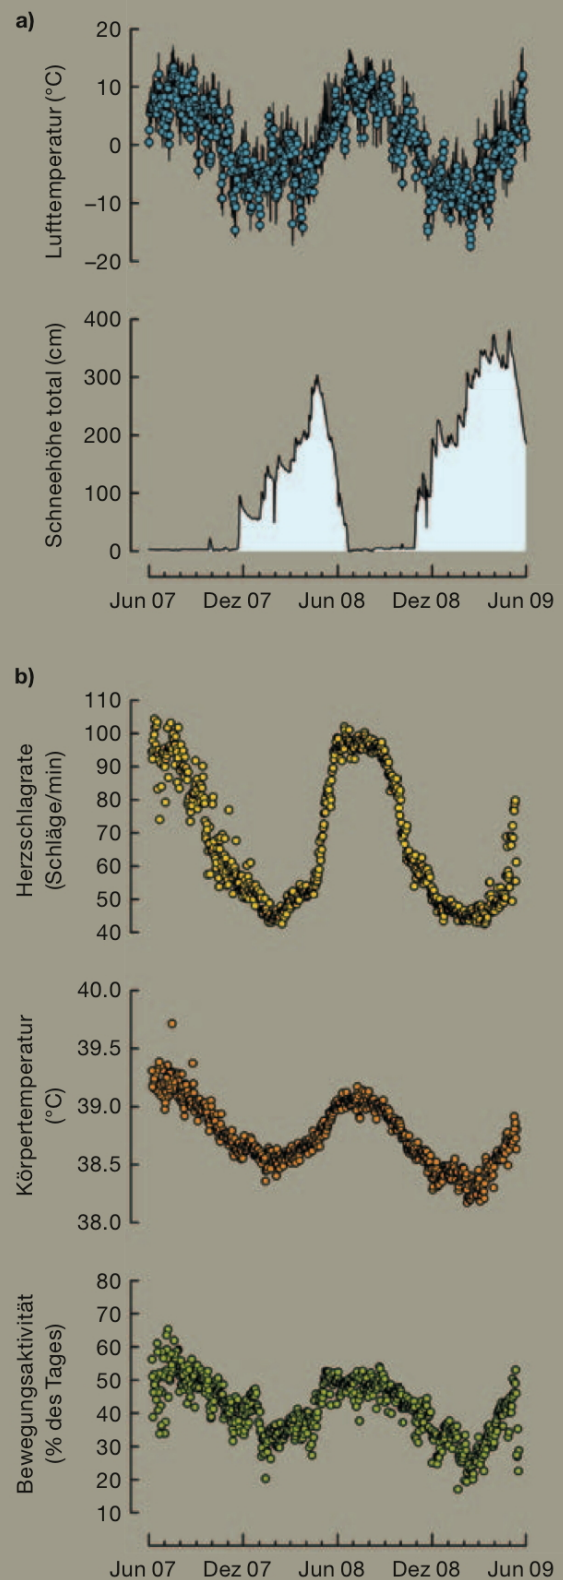 a)
Lufttemperatur (°C)
20
10
0
–10
–20
Schneehöhe total (cm)
400
300
200
100
0
Jun 07 Dez 07 Jun 08 Dez 08 Jun 09
b)
Herzschlagrate
(Schläge/min)
110
100
90
80
70
60
50
40
Körpertemperatur
(°C)
40.0
39.5
39.0
38.5
38.0
Bewegungsaktivität
(% des Tages)
80
70
60
50
40
30
20
10
Jun 07 Dez 07 Jun 08 Dez 08 Jun 09